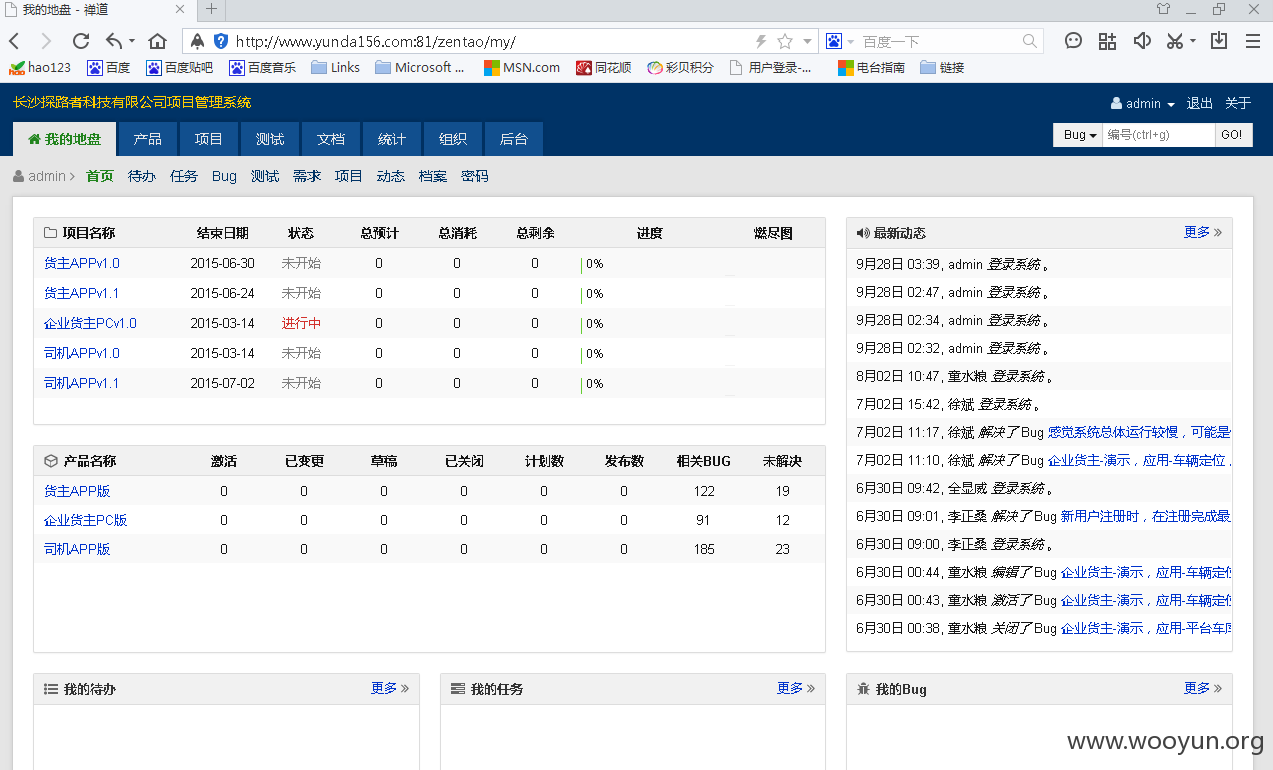 我的地盘 - 禅道
http://www.yunda156.com:81/zentao/my/
百度一下
hao123 百度 百度贴吧 百度音乐 Links Microsoft ... MSN.com 同花顺 彩贝积分 用户登录-... 电台指南 链接
长沙探路者科技有限公司项目管理系统
admin 退出 关于
我的地盘 产品 项目 测试 文档 统计 组织 后台
Bug 编号(ctrl+g) GO!
admin 首页 待办 任务 Bug 测试 需求 项目 动态 档案 密码
项目名称 结束日期 状态 总预计 总消耗 总剩余 进度 燃尽图
货主APPv1.0 2015-06-30 未开始 0 0 0 0%
货主APPv1.1 2015-06-24 未开始 0 0 0 0%
企业货主PCv1.0 2015-03-14 进行中 0 0 0 0%
司机APPv1.0 2015-03-14 未开始 0 0 0 0%
司机APPv1.1 2015-07-02 未开始 0 0 0 0%
产品名称 激活 已变更 草稿 已关闭 计划数 发布数 相关BUG 未解决
货主APP版 0 0 0 0 0 0 122 19
企业货主PC版 0 0 0 0 0 0 91 12
司机APP版 0 0 0 0 0 0 185 23
最新动态 更多
9月28日 03:39, admin 登录系统 。
9月28日 02:47, admin 登录系统 。
9月28日 02:34, admin 登录系统 。
9月28日 02:32, admin 登录系统 。
8月02日 10:47, 童水粮 登录系统 。
7月02日 15:42, 徐斌 登录系统 。
7月02日 11:17, 徐斌 解决了 Bug 感觉系统总体运行较慢，可能是
7月02日 11:10, 徐斌 解决了 Bug 企业货主-演示，应用-车辆定位，
6月30日 09:42, 全显威 登录系统 。
6月30日 09:01, 李正桑 解决了 Bug 新用户注册时，在注册完成最
6月30日 09:00, 李正桑 登录系统 。
6月30日 00:44, 童水粮 编辑了 Bug 企业货主-演示，应用-车辆定位
6月30日 00:43, 童水粮 激活了 Bug 企业货主-演示，应用-车辆定位
6月30日 00:38, 童水粮 关闭了 Bug 企业货主-演示，应用-平台车库
我的待办 更多
我的任务 更多
我的Bug 更多
www.wooyun.org